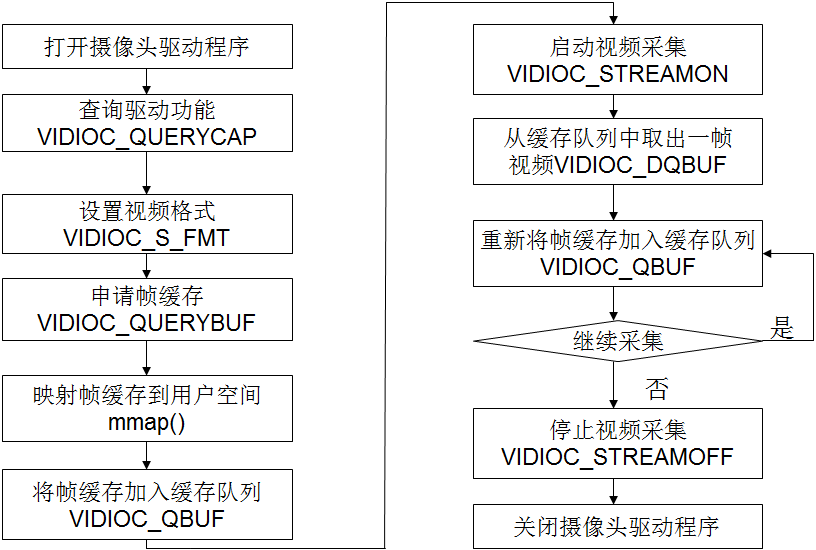 打开摄像头驱动程序
查询驱动功能
VIDIOC_QUERYCAP
设置视频格式
VIDIOC_S_FMT
申请帧缓存
VIDIOC_QUERYBUF
映射帧缓存到用户空间
mmap()
将帧缓存加入缓存队列
VIDIOC_QBUF
启动视频采集
VIDIOC_STREAMON
从缓存队列中取出一帧
视频VIDIOC_DQBUF
重新将帧缓存加入缓存队列
VIDIOC_QBUF
继续采集
是
否
停止视频采集
VIDIOC_STREAMOFF
关闭摄像头驱动程序